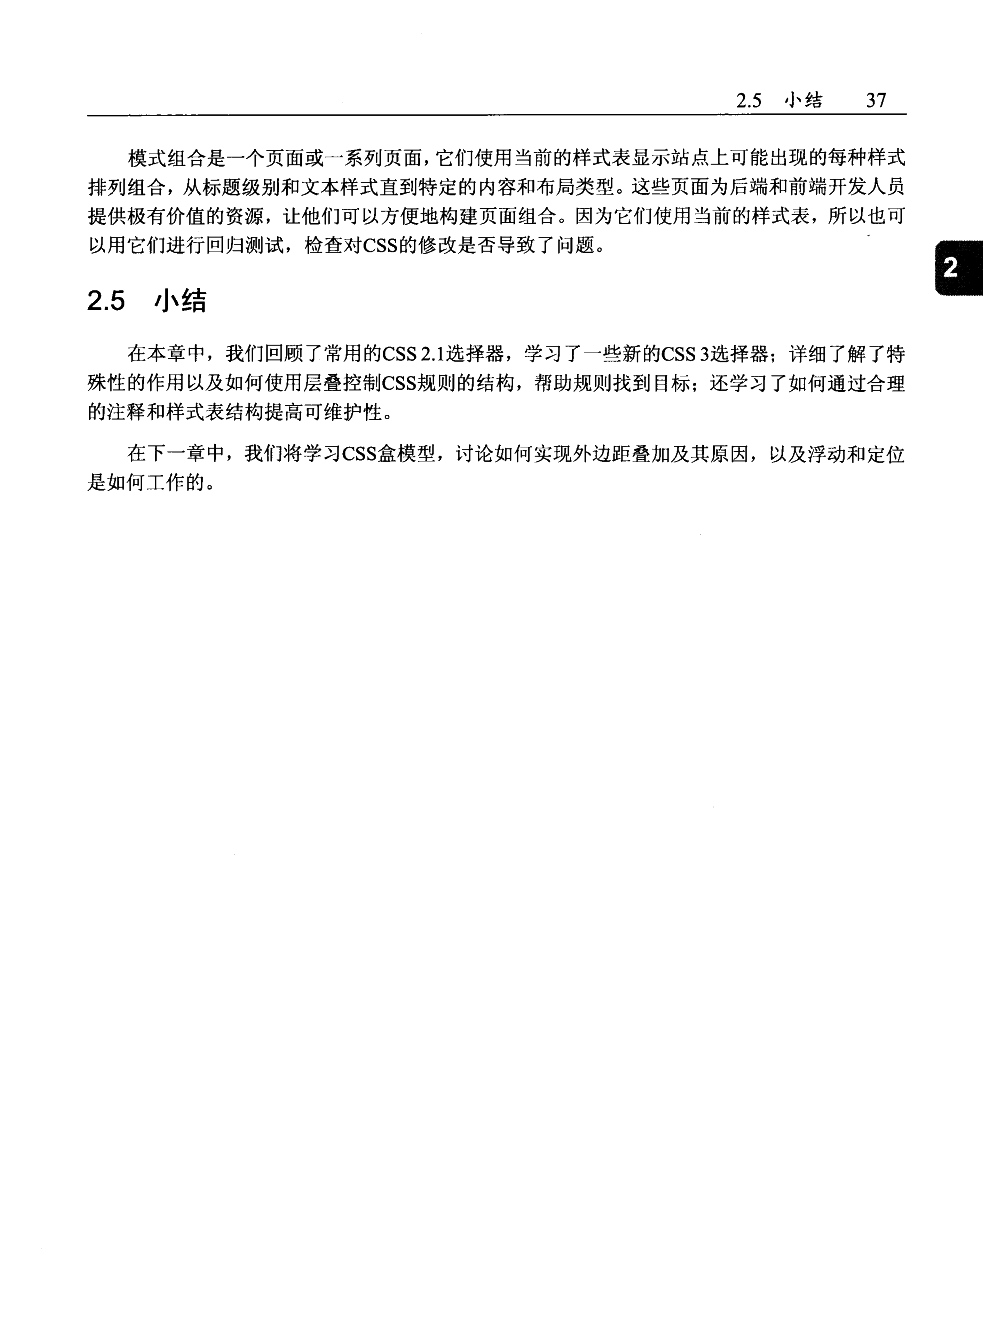 2.5 小结 37
模式组合是一个页面或一系列页面，它们使用当前的样式表显示站点上可能出现的每种样式
排列组合，从标题级别和文本样式直到特定的内容和布局类型。这些页面为后端和前端开发人员
提供极有价值的资源，让他们可以方便地构建页面组合。因为它们使用当前的样式表，所以也可
以用它们进行回归测试，检查对CSS的修改是否导致了问题。
2
2.5 小结
在本章中，我们回顾了常用的CSS 2.1选择器，学习了一些新的CSS 3选择器；详细了解了特
殊性的作用以及如何使用层叠控制CSS规则的结构，帮助规则找到目标；还学习了如何通过合理
的注释和样式表结构提高可维护性。
在下一章中，我们将学习CSS盒模型，讨论如何实现外边距叠加及其原因，以及浮动和定位
是如何工作的。